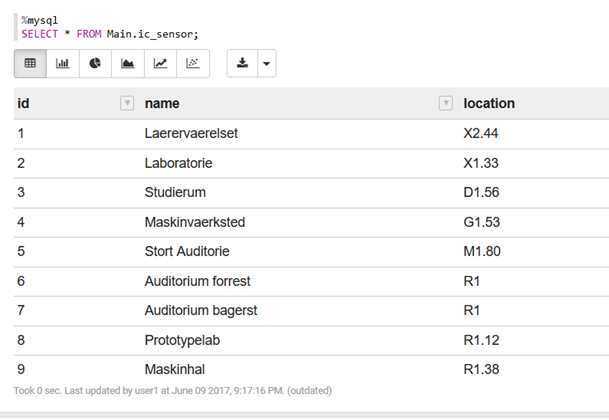 %mysql
SELECT * FROM Main.ic_sensor;
id name location
1 Laerervaerelset X2.44
2 Laboratorie X1.33
3 Studierum D1.56
4 Maskinvaerksted G1.53
5 Stort Auditorie M1.80
6 Auditorium forrest R1
7 Auditorium bagerst R1
8 Prototypelab R1.12
9 Maskinhal R1.38
Took 0 sec. Last updated by user1 at June 09 2017, 9:17:16 PM. (outdated)